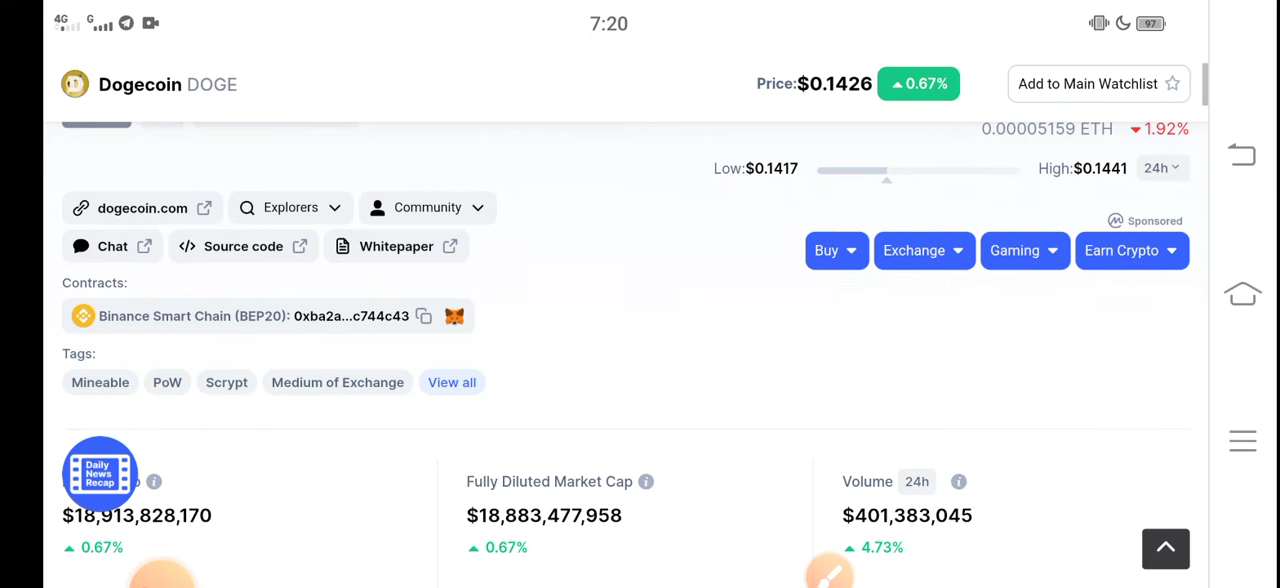 4G G 7:20 97
Dogecoin DOGE Price:$0.1426 0.67% Add to Main Watchlist
0.00005159 ETH 1.92%
Low:$0.1417 High:$0.1441 24h
dogecoin.com Explorers Community
Sponsored
Chat Source code Whitepaper Buy Exchange Gaming Earn Crypto
Contracts:
Binance Smart Chain (BEP20): 0xba2a...c744c43
Tags:
Mineable PoW Scrypt Medium of Exchange View all
Daily
News
Recap
Fully Diluted Market Cap Volume 24h
$18,913,828,170 $18,883,477,958 $401,383,045
0.67% 0.67% 4.73%